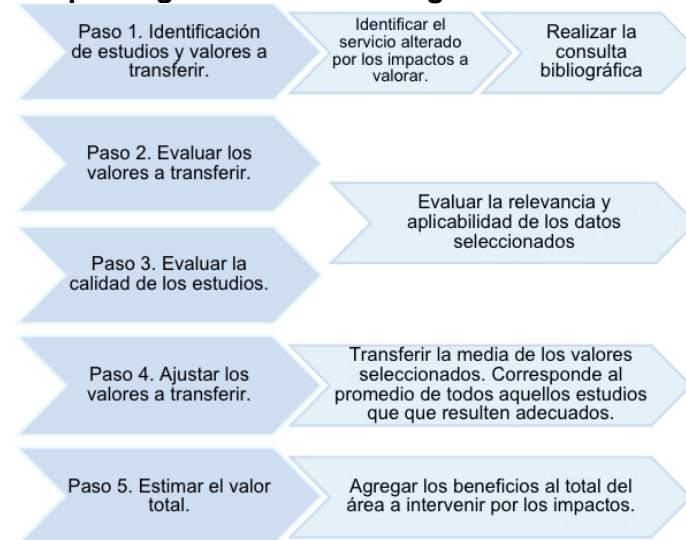 Paso 1. Identificación
de estudios y valores a
transferir.
Identificar el
servicio alterado
por los impactos a
valorar.
Realizar la
consulta
bibliográfica
Paso 2. Evaluar los
valores a transferir.
Evaluar la relevancia y
aplicabilidad de los datos
seleccionados
Paso 3. Evaluar la
calidad de los estudios.
Paso 4. Ajustar los
valores a transferir.
Transferir la media de los valores
seleccionados. Corresponde al
promedio de todos aquellos estudios
que que resulten adecuados.
Paso 5. Estimar el valor
total.
Agregar los beneficios al total del
área a intervenir por los impactos.